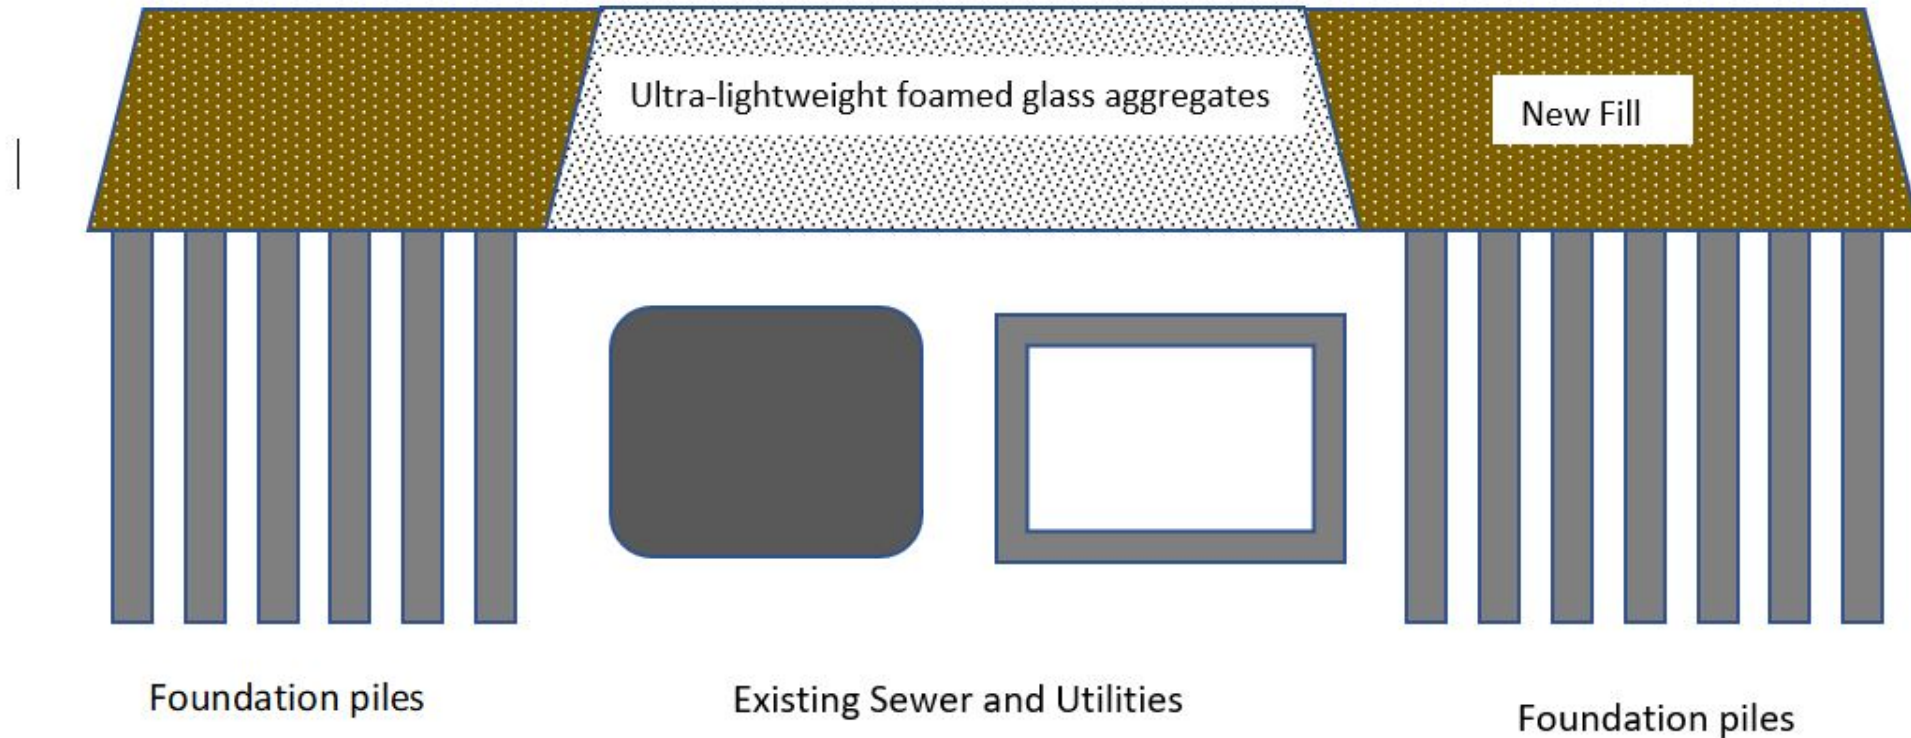 Ultra-lightweight foamed glass aggregates
New Fill
Foundation piles
Existing Sewer and Utilities
Foundation piles